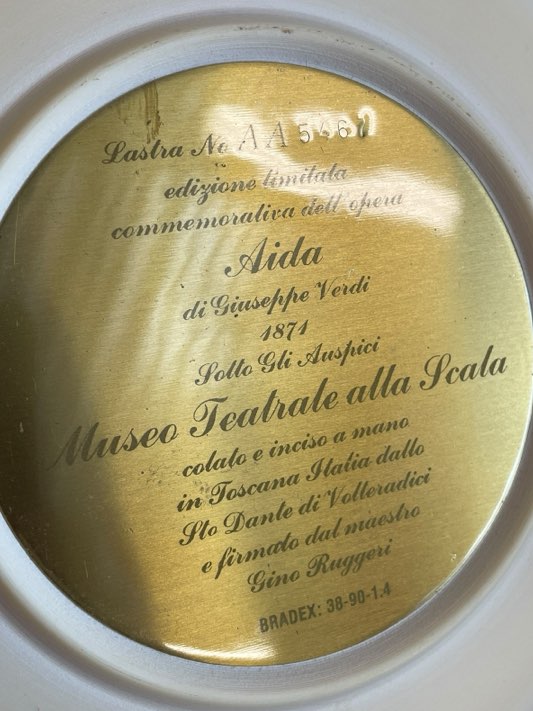 Lastra No AA5467
edizione limitata
commemorativa dell'opera
Aida
di Giuseppe Verdi
1871
Sotto Gli Auspici
Museo Teatrale alla Scala
colato e inciso a mano
in Toscana Italia dallo
Sto Dante di Volteradici
e firmato dal maestro
Gino Ruggeri
BRADEX: 38-90-1.4